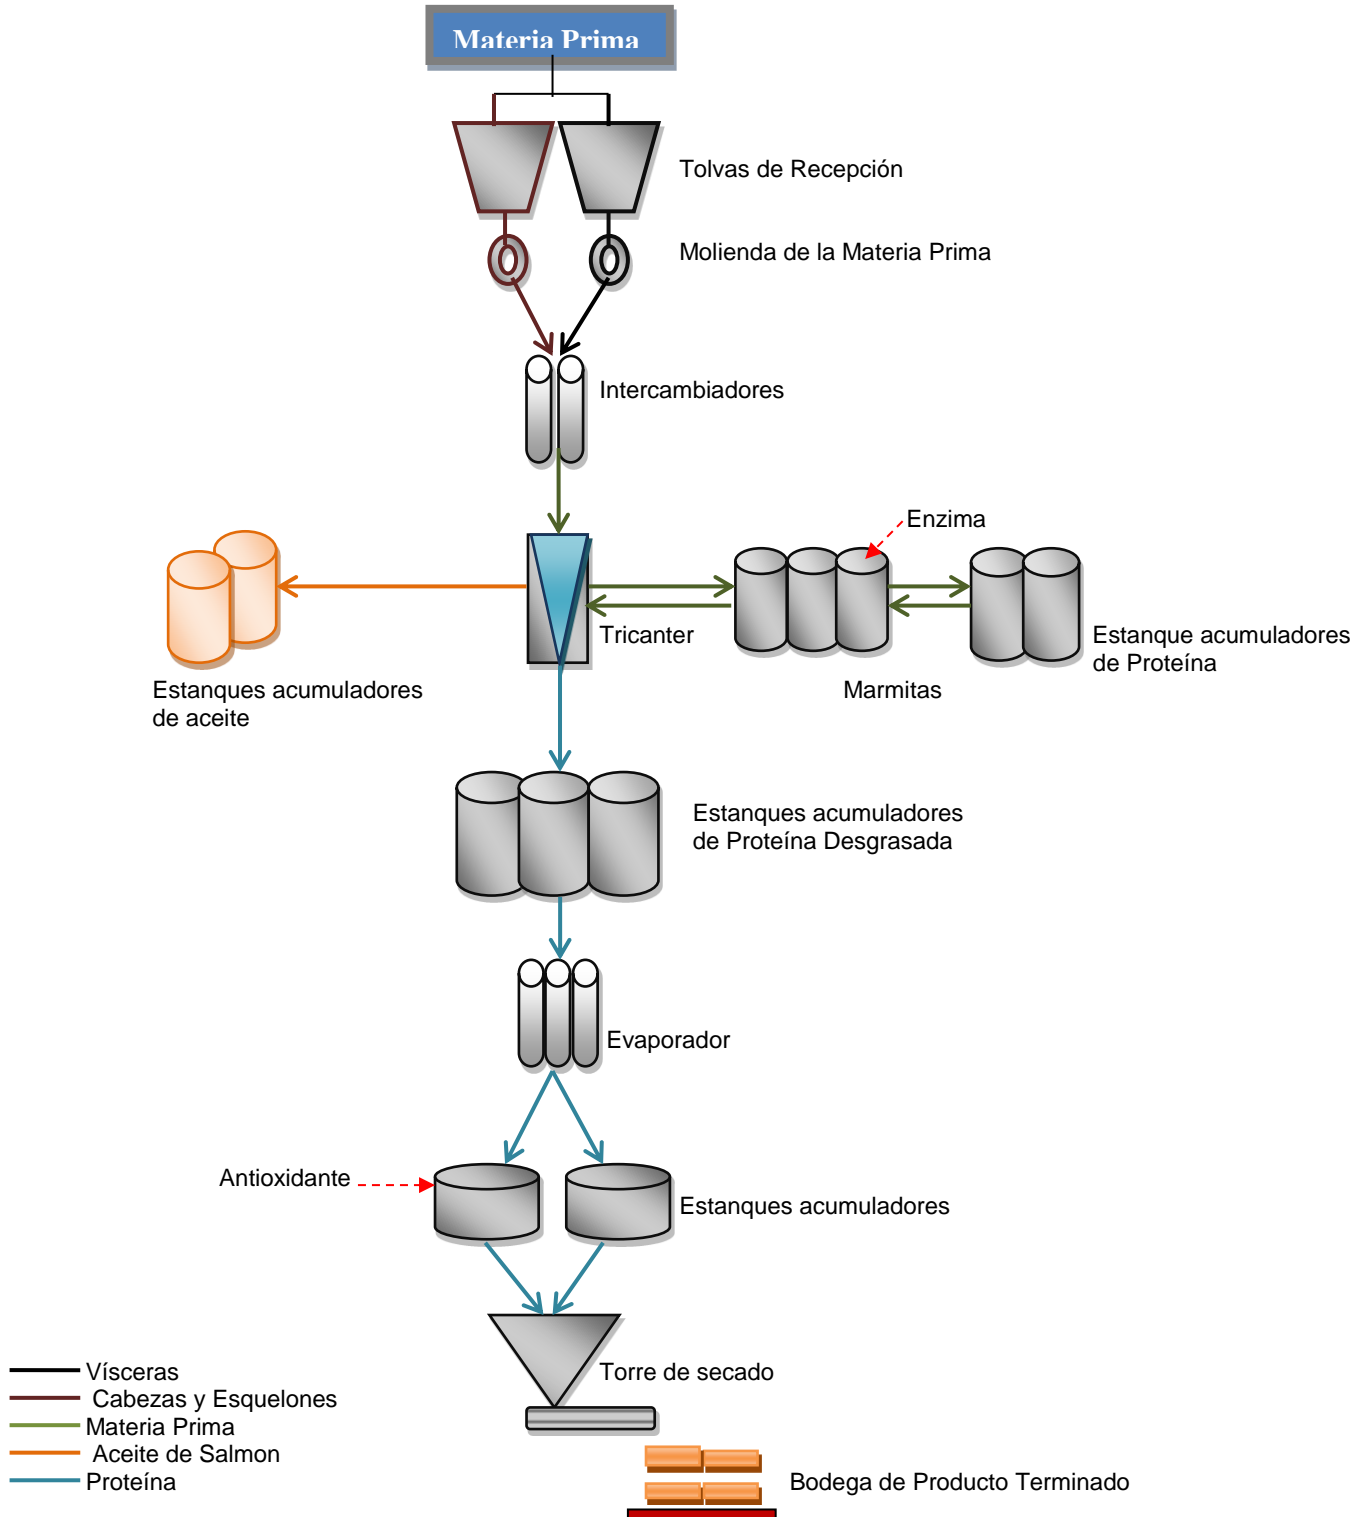 Materia Prima
Tolvas de Recepción
Molienda de la Materia Prima
Intercambiadores
Enzima
Tricanter
Estanque acumuladores
de Proteína
Marmitas
Estanques acumuladores
de aceite
Estanques acumuladores
de Proteína Desgrasada
Evaporador
Antioxidante
Estanques acumuladores
Torre de secado
Vísceras
Cabezas y Esquelones
Materia Prima
Aceite de Salmon
Proteína
Bodega de Producto Terminado